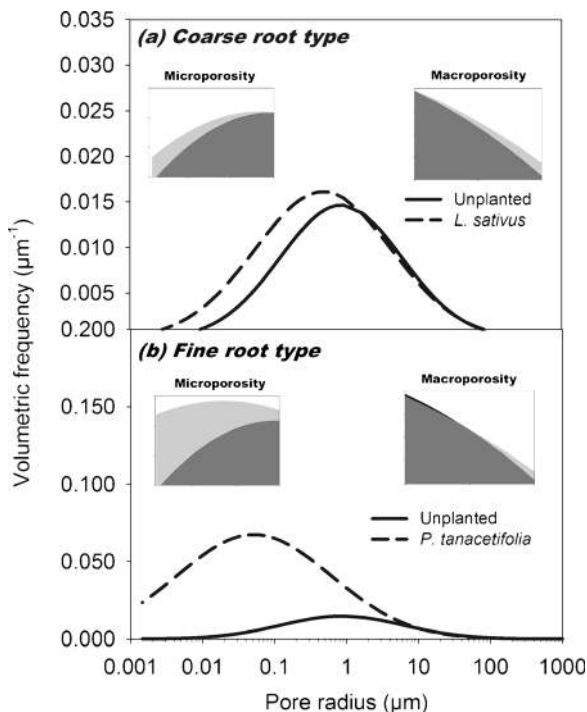 (a) Coarse root type
Microporosity
Macroporosity
Unplanted
L. sativus
0.035
0.030
0.025
0.020
0.015
0.010
0.005
0.200
(b) Fine root type
Microporosity
Macroporosity
Unplanted
P. tanacetifolia
0.150
0.100
0.050
0.000
Volumetric frequency (µm-1)
0.001 0.01 0.1 1 10 100 1000
Pore radius (µm)